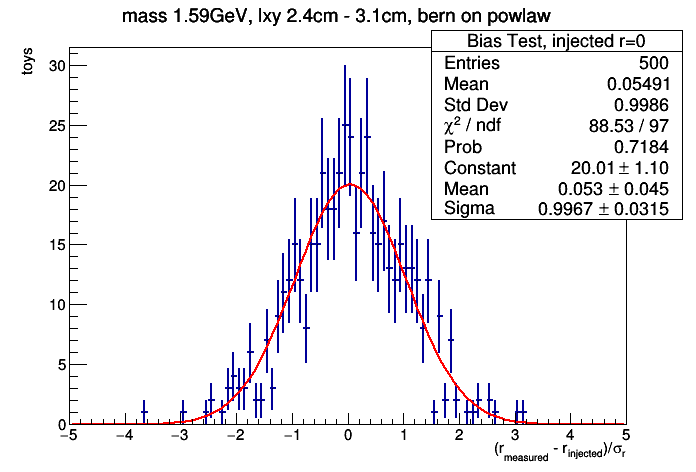 mass 1.59GeV, lxy 2.4cm - 3.1cm, bern on powlaw
Bias Test, injected r=0
Entries 500
Mean 0.05491
Std Dev 0.9986
χ² / ndf 88.53 / 97
Prob 0.7184
Constant 20.01 ± 1.10
Mean 0.053 ± 0.045
Sigma 0.9967 ± 0.0315
toys
30
25
20
15
10
5
0
−5 −4 −3 −2 −1 0 1 2 3 4 5
(r_measured - r_injected)/σ_r